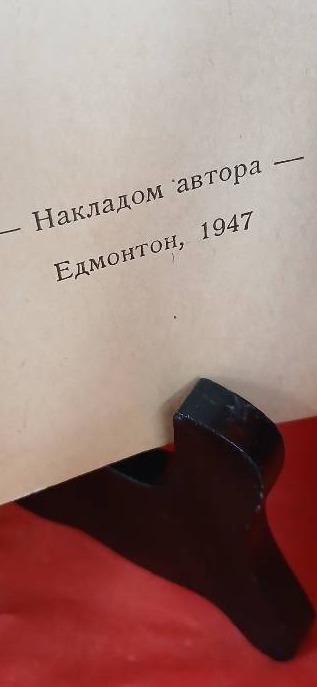 — Накладом автора —
Едмонтон, 1947